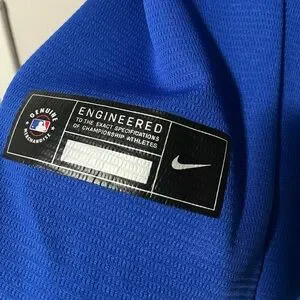 GENUINE
MERCHANDISE
ENGINEERED
TO THE EXACT SPECIFICATIONS
OF CHAMPIONSHIP ATHLETES